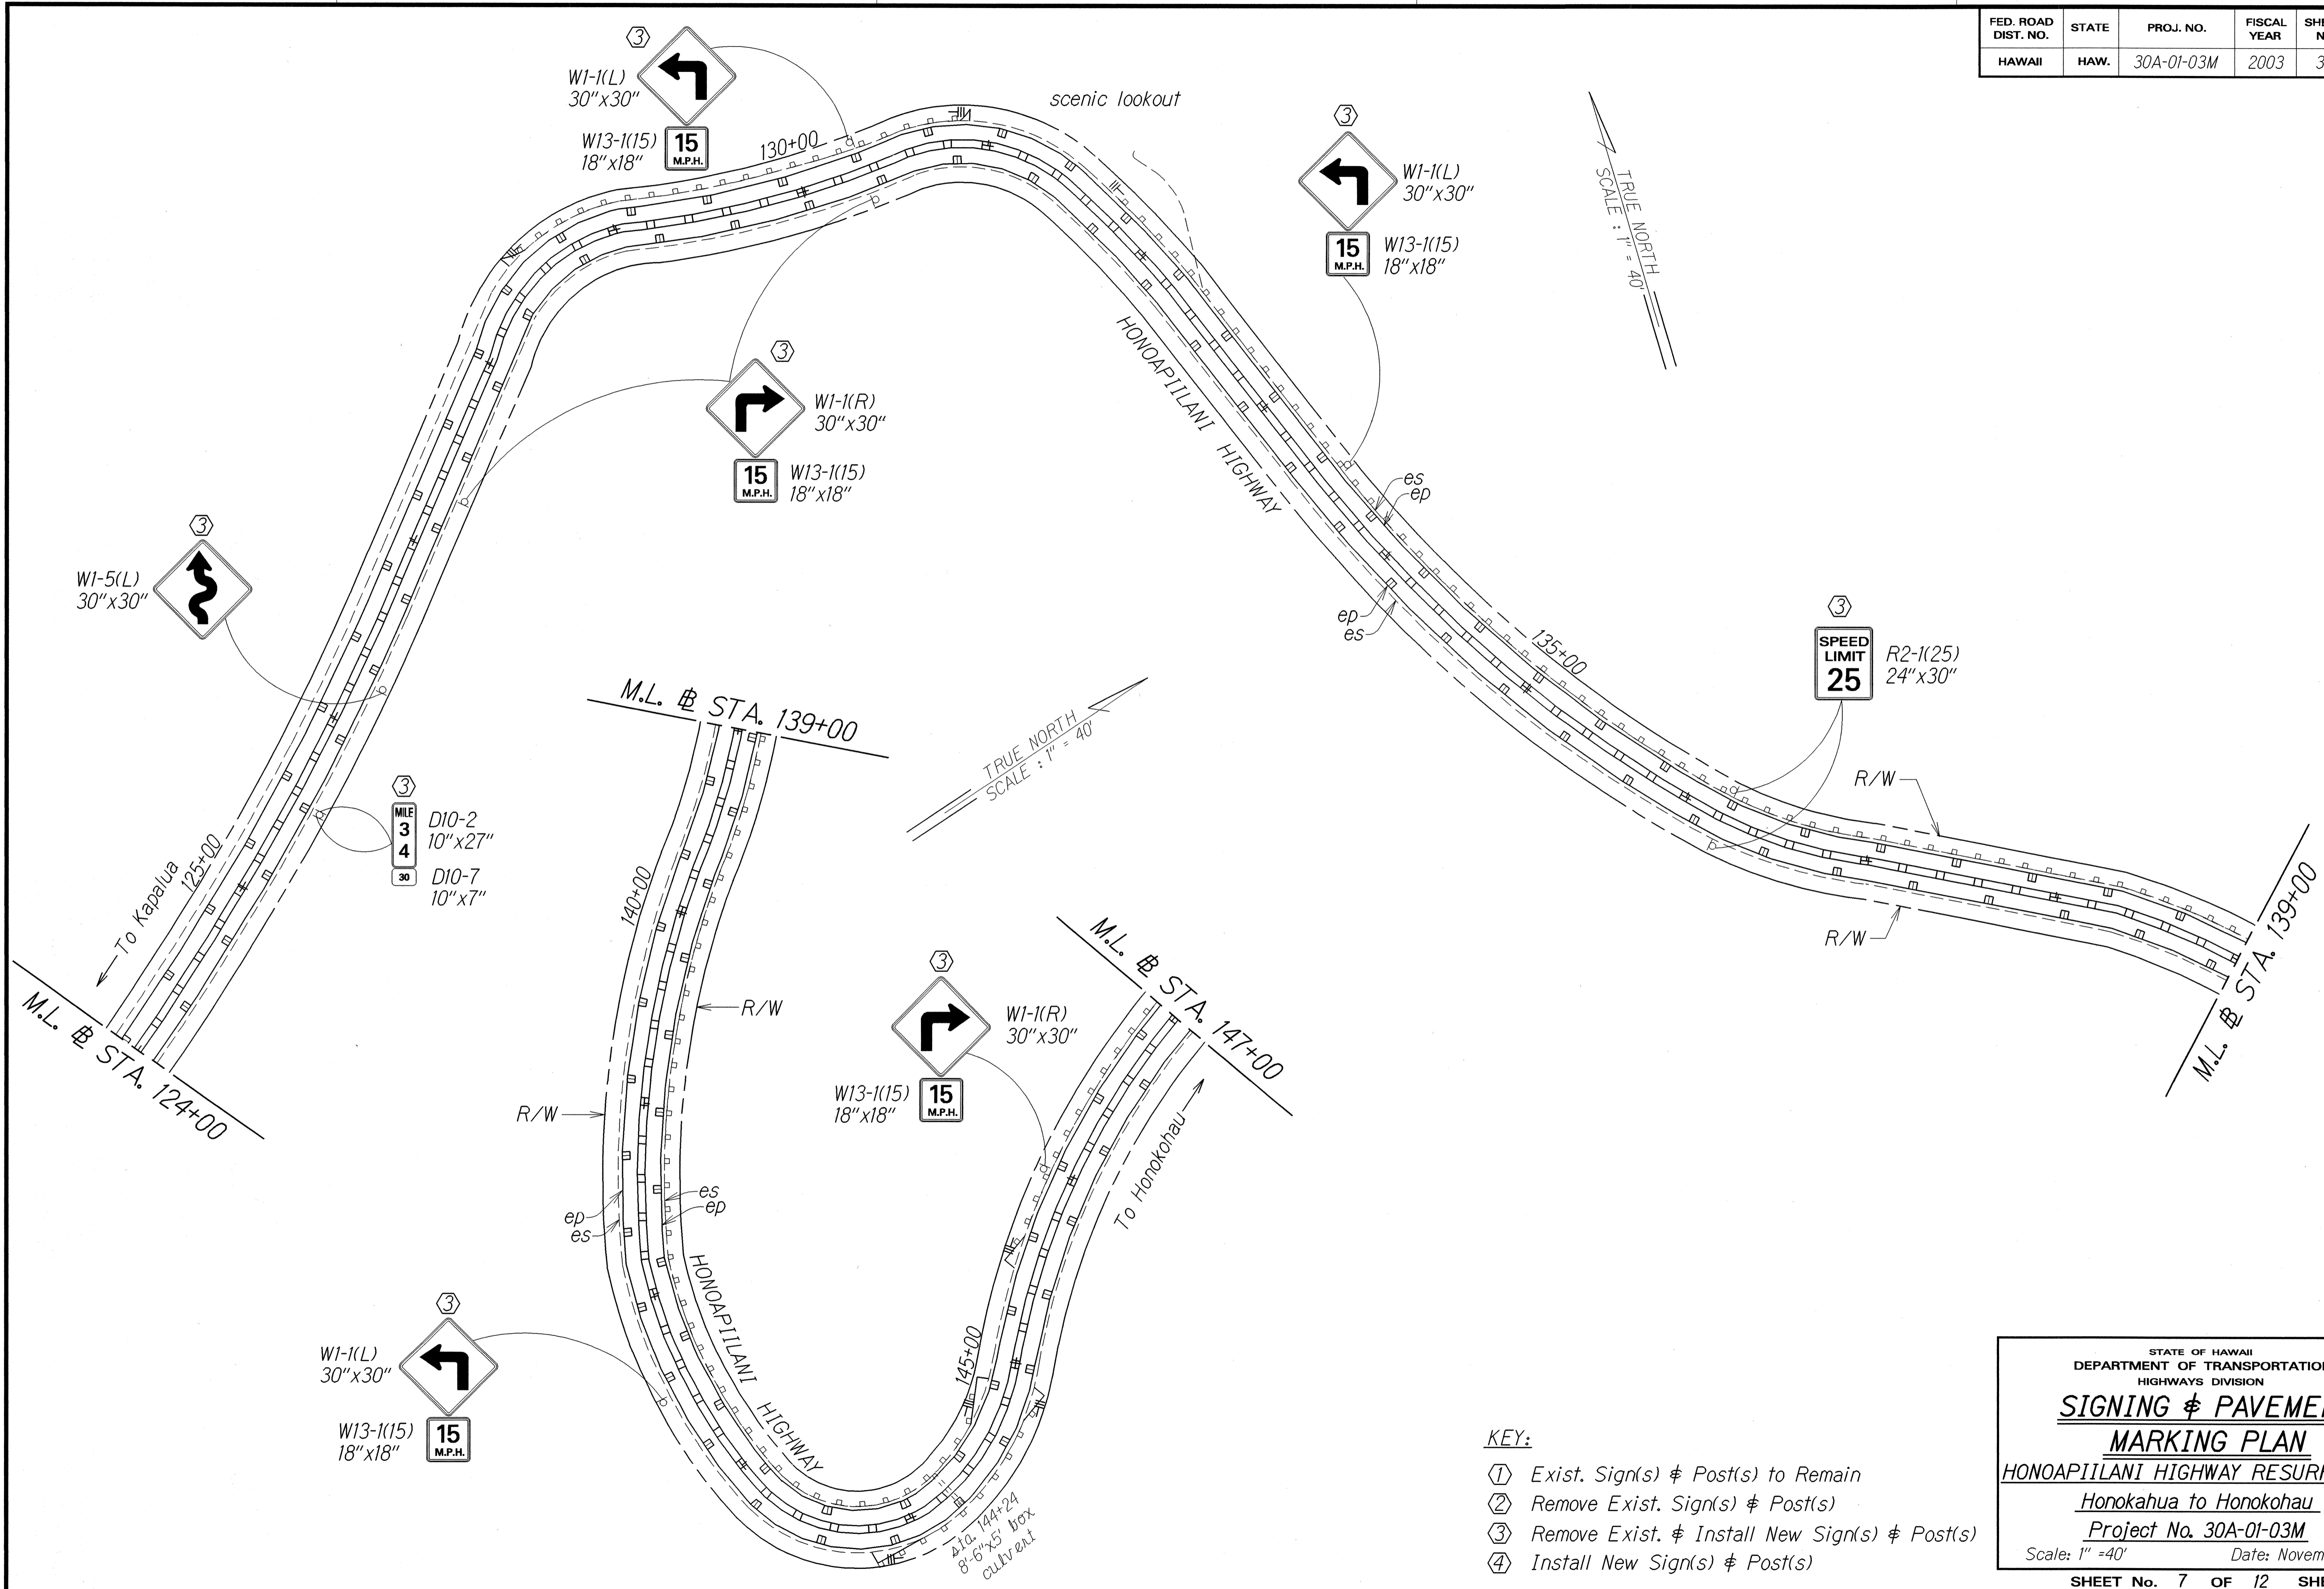 FED. ROAD DIST. NO.
STATE
PROJ. NO.
FISCAL YEAR
HAWAII
HAW.
30A-01-03M
2003
3
W1-1(L)
30"x30"
W13-1(15)
18"x18"
15
M.P.H.
3
130+00
scenic lookout
3
W1-1(L)
30"x30"
15
M.P.H.
W13-1(15)
18"x18"
TRUE NORTH
SCALE : 1" = 40'
3
W1-1(R)
30"x30"
15
M.P.H.
W13-1(15)
18"x18"
HONOAPIILANI HIGHWAY
es
ep
ep
es
3
W1-5(L)
30"x30"
135+00
3
SPEED
LIMIT
25
R2-1(25)
24"x30"
R/W
R/W
M.L. B STA. 139+00
3
MILE
3
4
30
D10-2
10"x27"
D10-7
10"x7"
125+00
To Kapalua
M.L. B STA. 124+00
M.L. B STA. 139+00
TRUE NORTH
SCALE : 1" = 40'
140+00
R/W
R/W
ep
es
es
ep
HONOAPIILANI HIGHWAY
3
W1-1(R)
30"x30"
W13-1(15)
18"x18"
15
M.P.H.
M.L. B STA. 147+00
To Honokohau
145+00
3
W1-1(L)
30"x30"
W13-1(15)
18"x18"
15
M.P.H.
sta. 144+24
8'-6"x5' box
culvert
KEY:
1 Exist. Sign(s) & Post(s) to Remain
2 Remove Exist. Sign(s) & Post(s)
3 Remove Exist. & Install New Sign(s) & Post(s)
4 Install New Sign(s) & Post(s)
STATE OF HAWAII
DEPARTMENT OF TRANSPORTATION
HIGHWAYS DIVISION
SIGNING & PAVEME
MARKING PLAN
HONOAPIILANI HIGHWAY RESUR
Honokahua to Honokohau
Project No. 30A-01-03M
Scale: 1" =40' Date: Novem
SHEET No. 7 OF 12 SH